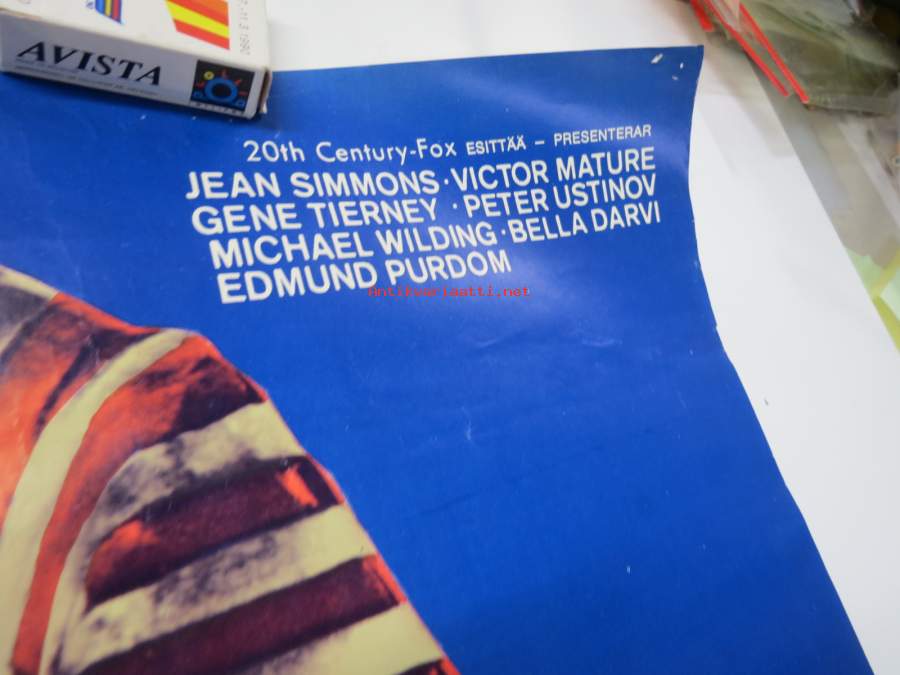 AVISTA
20th Century-Fox ESITTÄÄ – PRESENTERAR
JEAN SIMMONS · VICTOR MATURE
GENE TIERNEY · PETER USTINOV
MICHAEL WILDING · BELLA DARVI
EDMUND PURDOM
Antikvariaatti.net